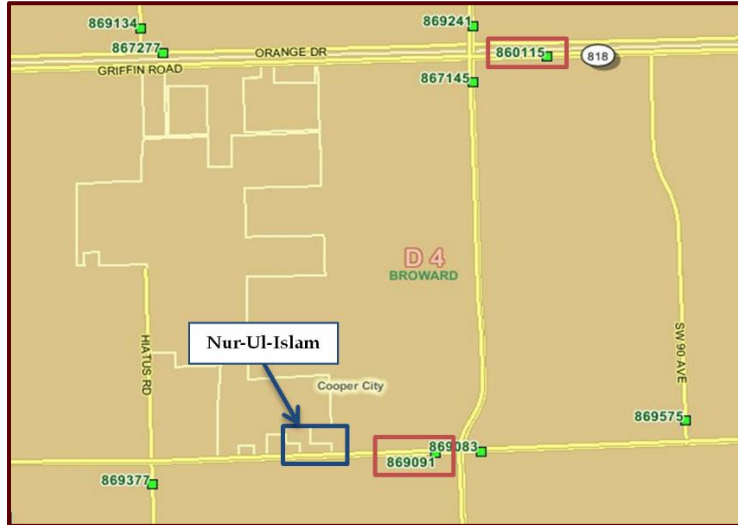 869134
869241
867277
ORANGE DR
860115
818
GRIFFIN ROAD
867145
D 4
BROWARD
Nur-Ul-Islam
HIATUS RD
SW 90 AVE
Cooper City
869575
869083
869091
869377